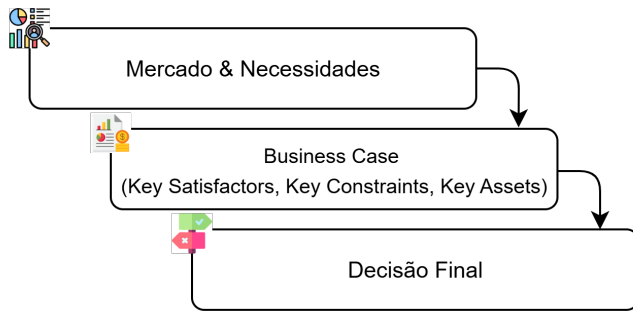 Mercado & Necessidades
Business Case
(Key Satisfactors, Key Constraints, Key Assets)
Decisão Final